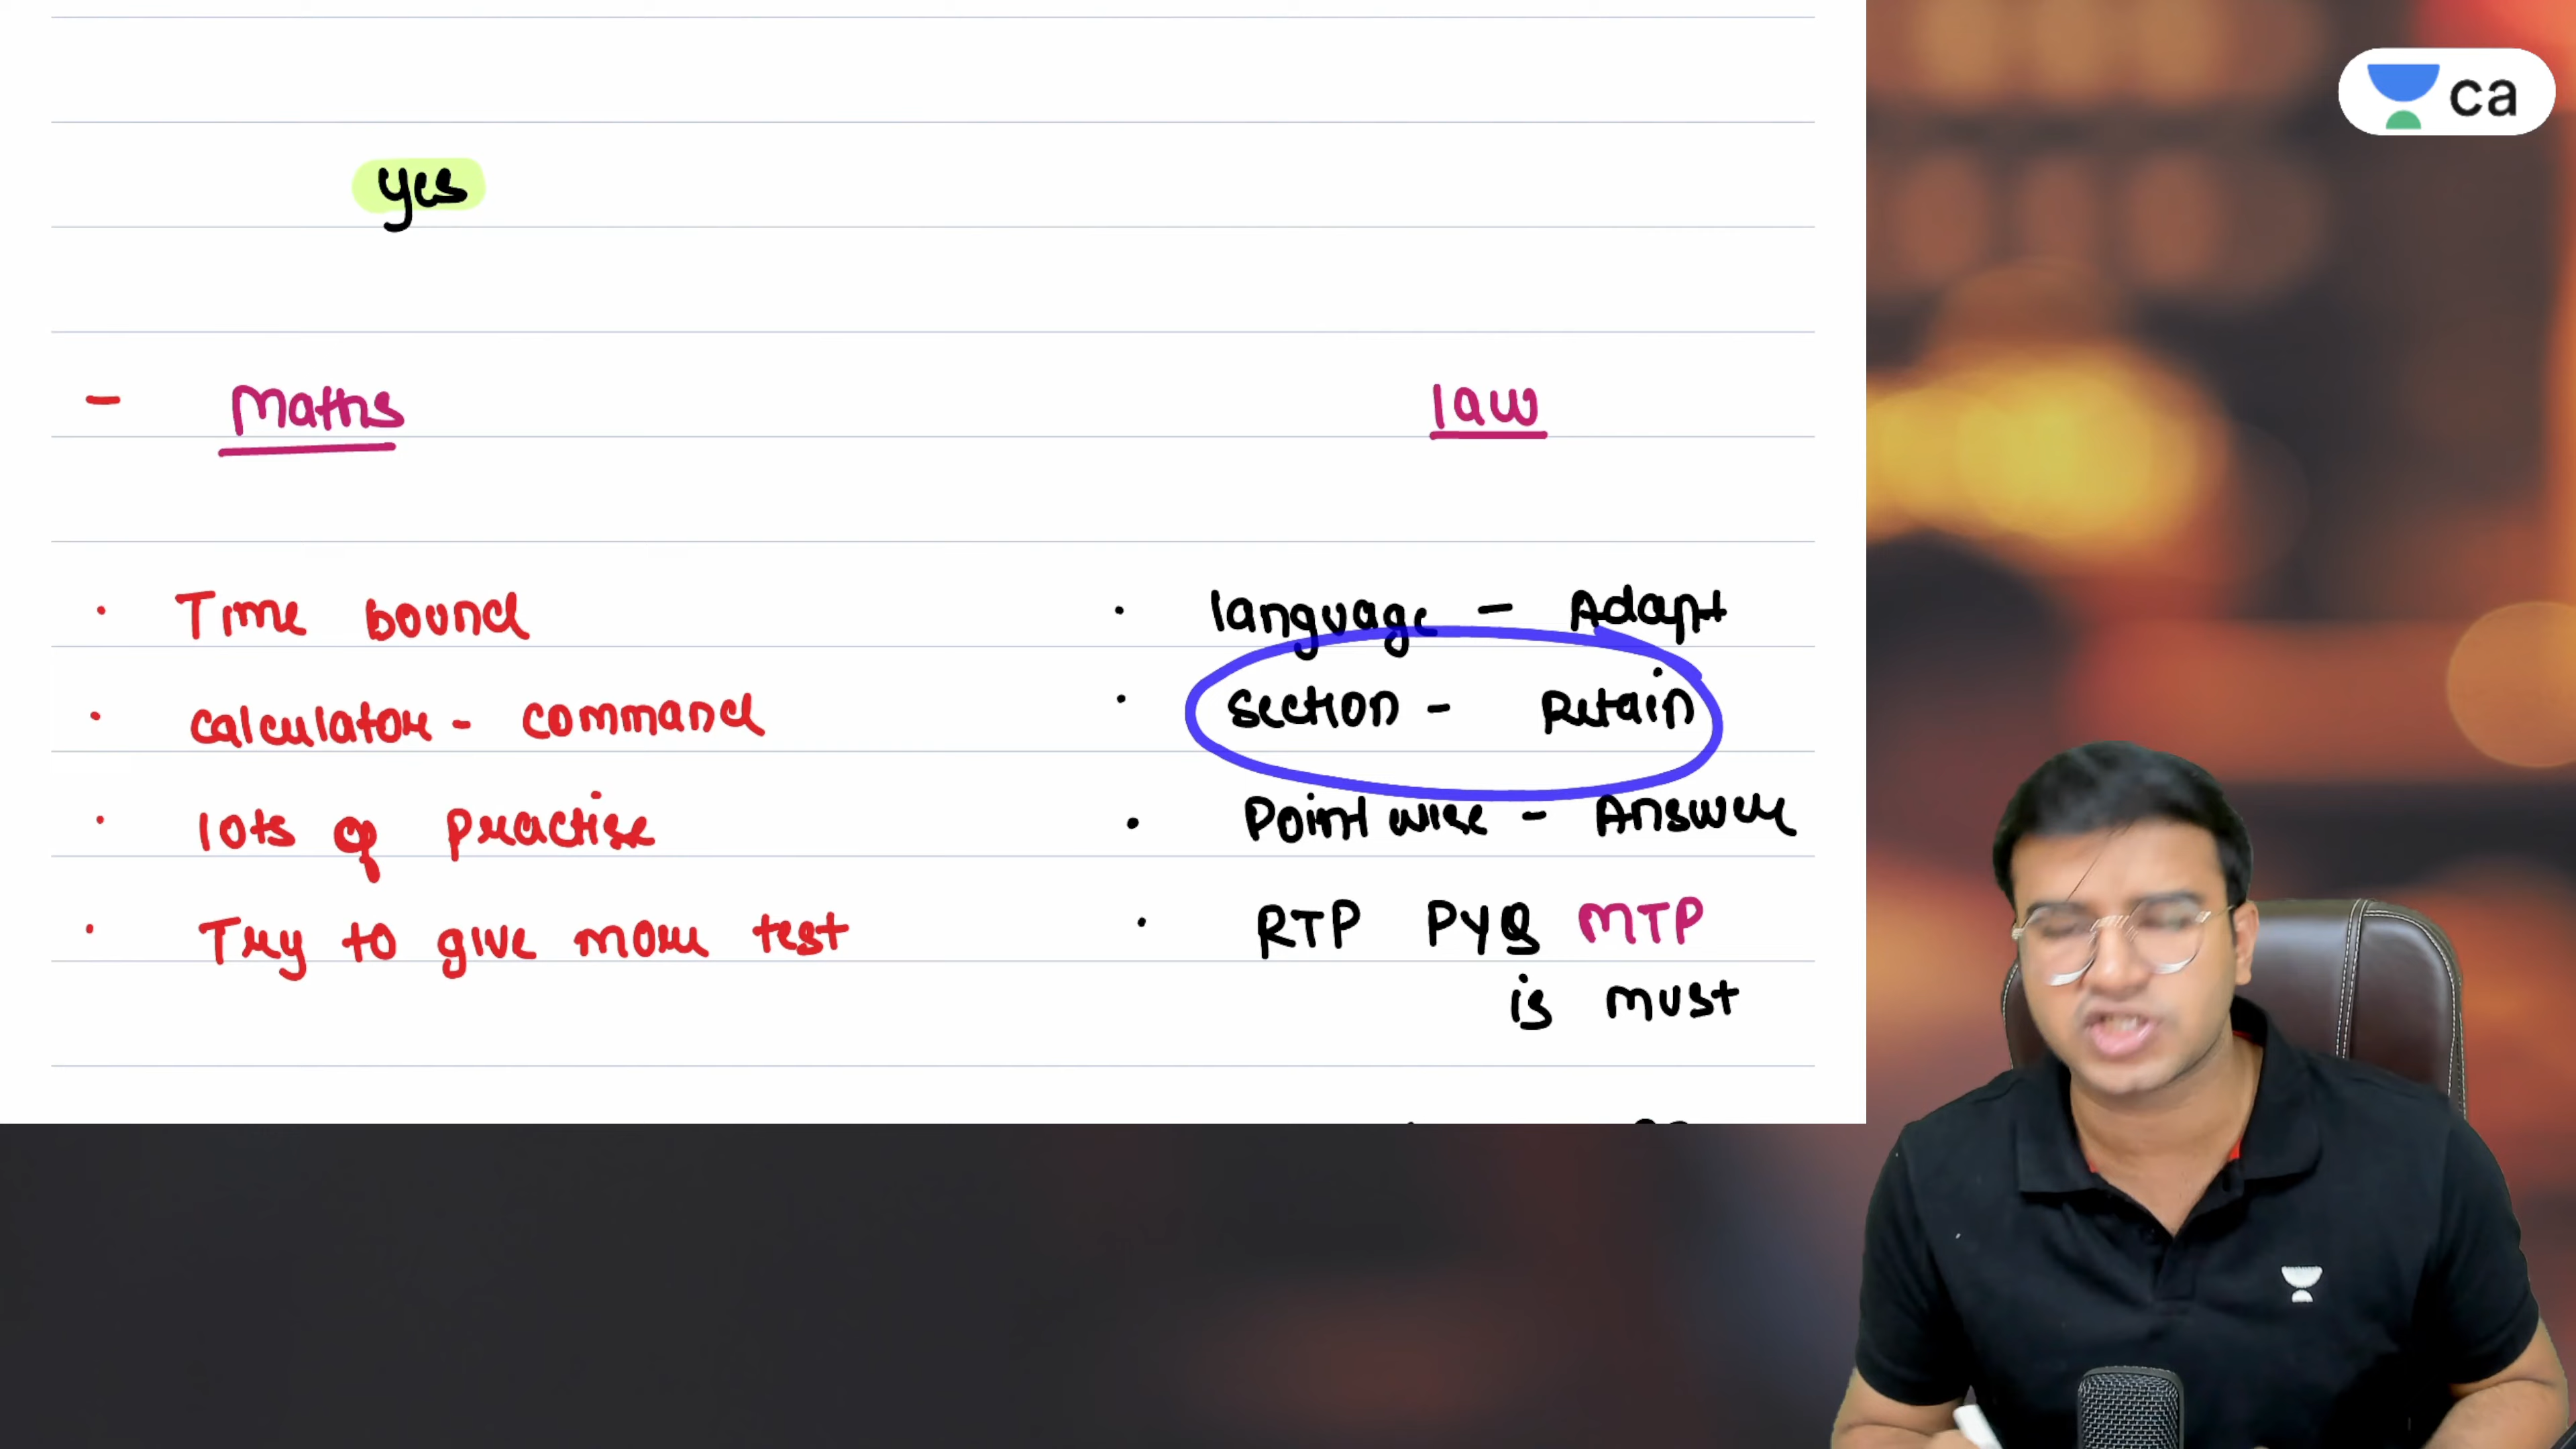 ca
yes
- Maths
Time bound
calculator - command
lots of practise
Try to give more test
law
language - Adapt
section - Retain
Point wise - Answer
RTP PYQ MTP
is must